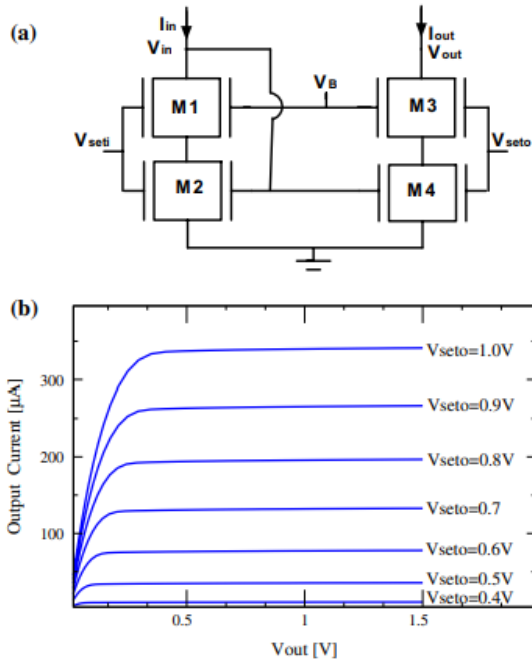 (a)
Iin
Vin
Iout
Vout
M1
VB
M3
Vseti
Vseto
M2
M4
(b)
Output Current [µA]
300
200
100
Vseto=1.0V
Vseto=0.9V
Vseto=0.8V
Vseto=0.7
Vseto=0.6V
Vseto=0.5V
Vseto=0.4V
0.5
1
1.5
Vout [V]